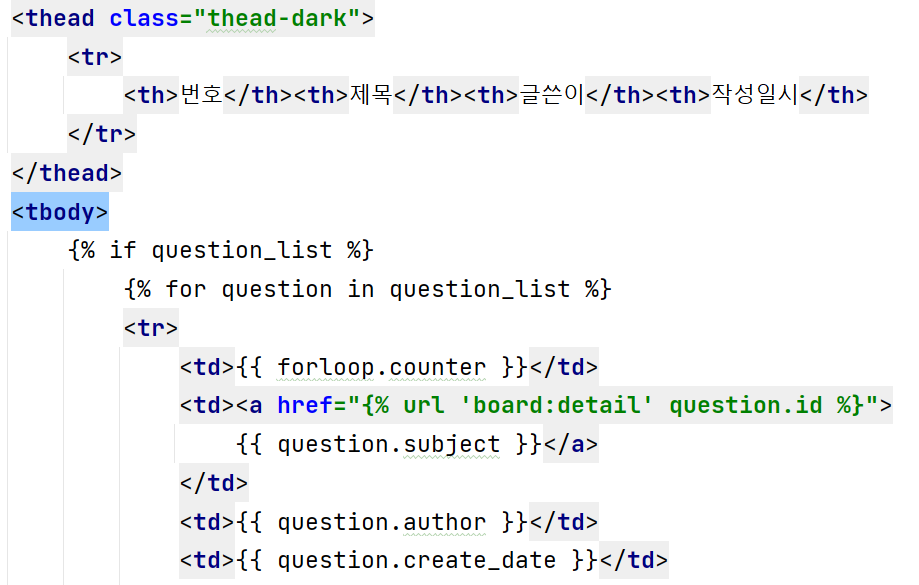 <thead class="thead-dark">
<tr>
<th>번호</th><th>제목</th><th>글쓴이</th><th>작성일시</th>
</tr>
</thead>
<tbody>
{% if question_list %}
{% for question in question_list %}
<tr>
<td>{{ forloop.counter }}</td>
<td><a href="{% url 'board:detail' question.id %}">
{{ question.subject }}</a>
</td>
<td>{{ question.author }}</td>
<td>{{ question.create_date }}</td>